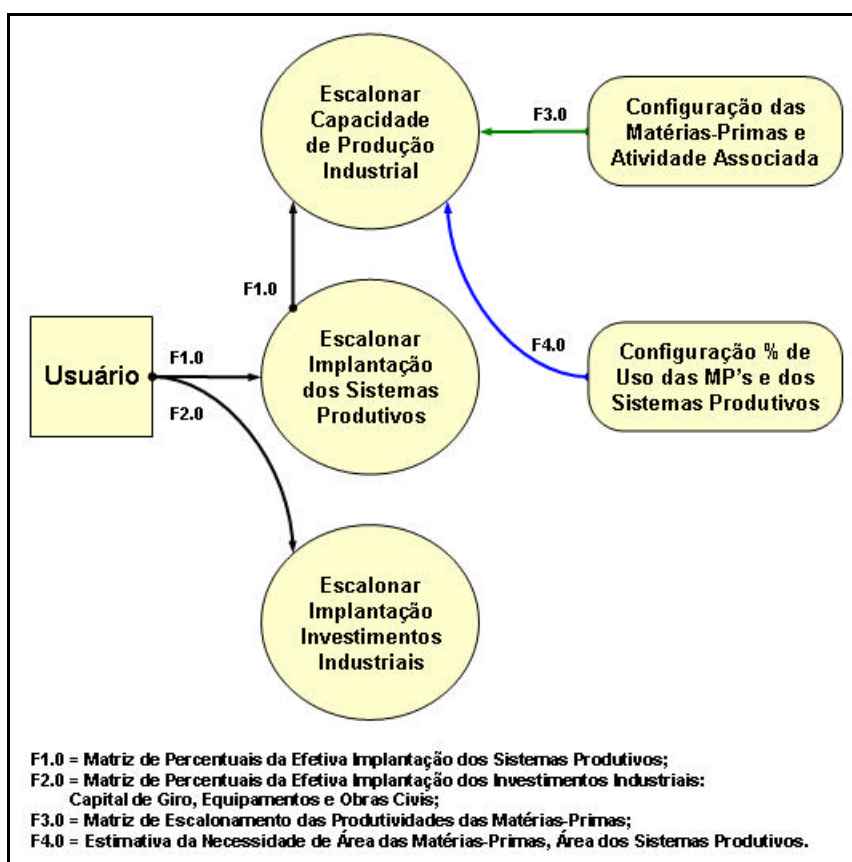 Escalonar
Capacidade
de Produção
Industrial
F3.0
Configuração das
Matérias-Primas e
Atividade Associada
F1.0
F4.0
Usuário
F1.0
F2.0
Escalonar
Implantação
dos Sistemas
Produtivos
Configuração % de
Uso das MP's e dos
Sistemas Produtivos
Escalonar
Implantação
Investimentos
Industriais
F1.0 = Matriz de Percentuais da Efetiva Implantação dos Sistemas Produtivos;
F2.0 = Matriz de Percentuais da Efetiva Implantação dos Investimentos Industriais:
Capital de Giro, Equipamentos e Obras Civis;
F3.0 = Matriz de Escalonamento das Produtividades das Matérias-Primas;
F4.0 = Estimativa da Necessidade de Área das Matérias-Primas, Área dos Sistemas Produtivos.